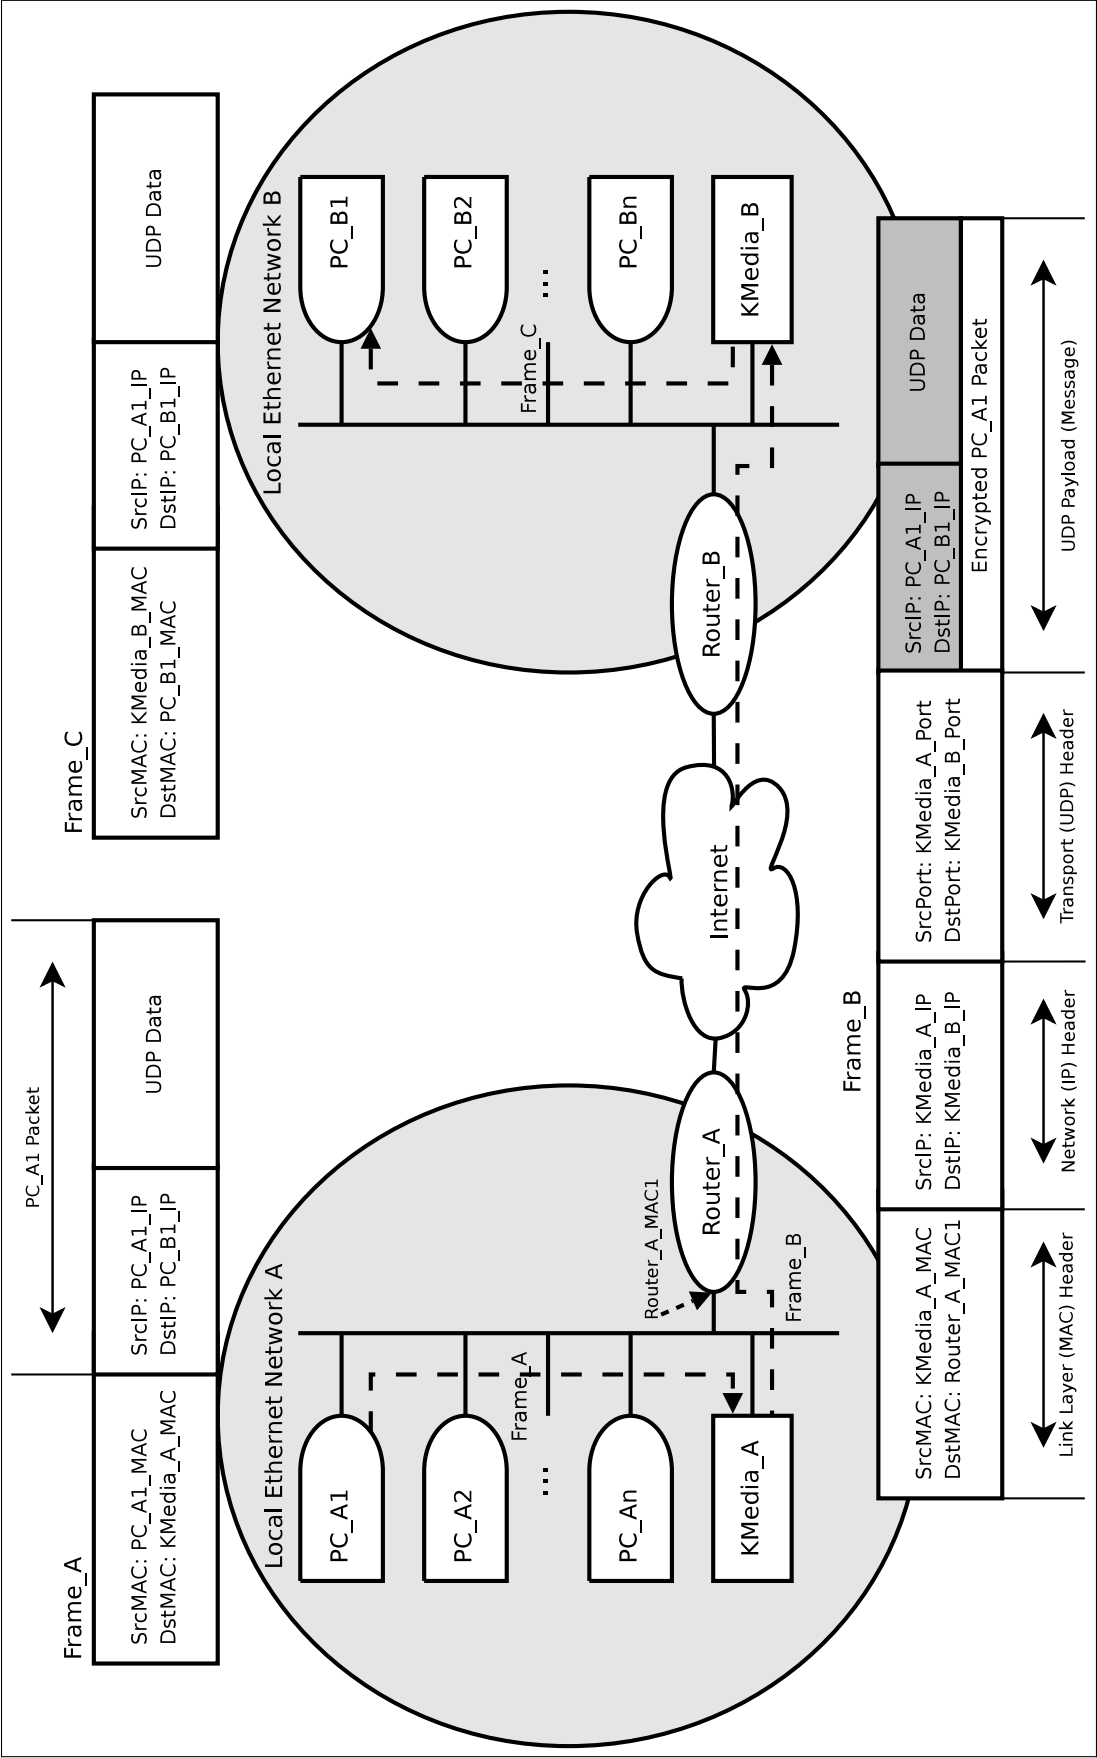 Frame_A
SrcMAC: PC_A1_MAC
DstMAC: KMedia_A_MAC
SrcIP: PC_A1_IP
DstIP: PC_B1_IP
UDP Data
PC_A1 Packet
Frame_C
SrcMAC: KMedia_B_MAC
DstMAC: PC_B1_MAC
SrcIP: PC_A1_IP
DstIP: PC_B1_IP
UDP Data
Local Ethernet Network A
PC_A1
PC_A2
...
PC_An
KMedia_A
Frame_A
Router_A_MAC1
Router_A
Frame_B
Internet
Router_B
Local Ethernet Network B
PC_B1
PC_B2
...
PC_Bn
KMedia_B
Frame_C
Frame_B
SrcMAC: KMedia_A_MAC
DstMAC: Router_A_MAC1
SrcIP: KMedia_A_IP
DstIP: KMedia_B_IP
SrcPort: KMedia_A_Port
DstPort: KMedia_B_Port
SrcIP: PC_A1_IP
DstIP: PC_B1_IP
UDP Data
Encrypted PC_A1 Packet
Link Layer (MAC) Header
Network (IP) Header
Transport (UDP) Header
UDP Payload (Message)